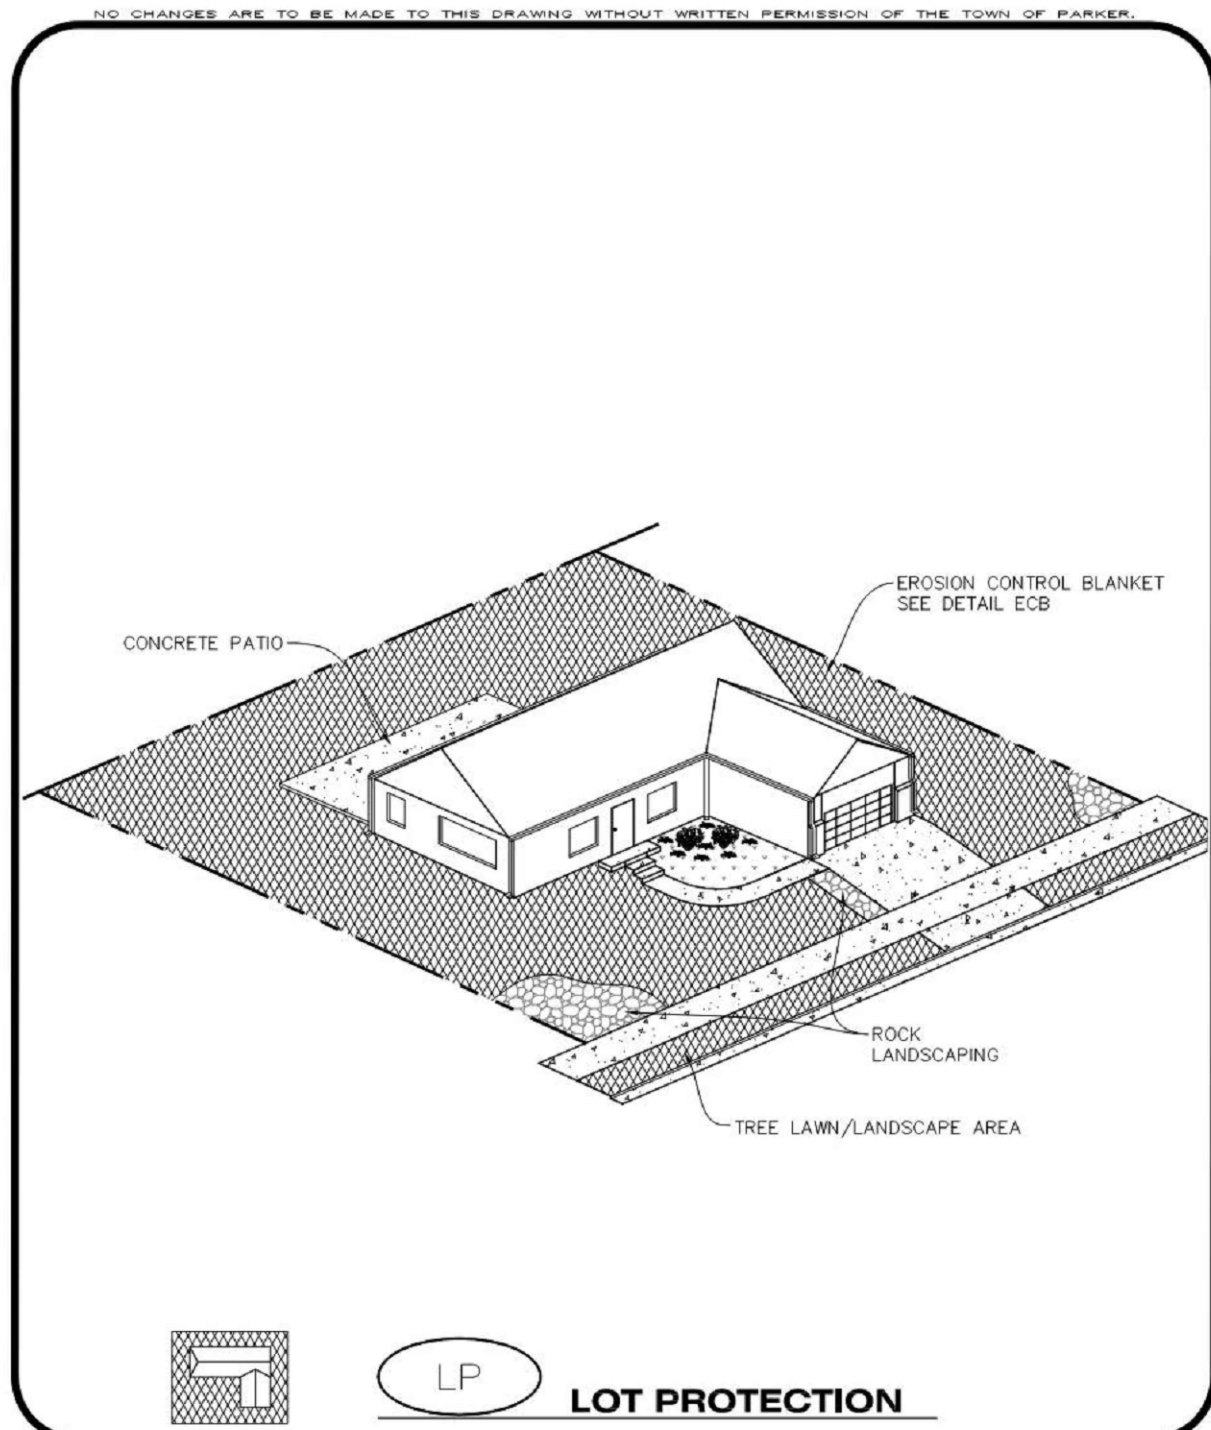 NO CHANGES ARE TO BE MADE TO THIS DRAWING WITHOUT WRITTEN PERMISSION OF THE TOWN OF PARKER.
EROSION CONTROL BLANKET
SEE DETAIL ECB
CONCRETE PATIO
ROCK
LANDSCAPING
TREE LAWN/LANDSCAPE AREA
LP
LOT PROTECTION